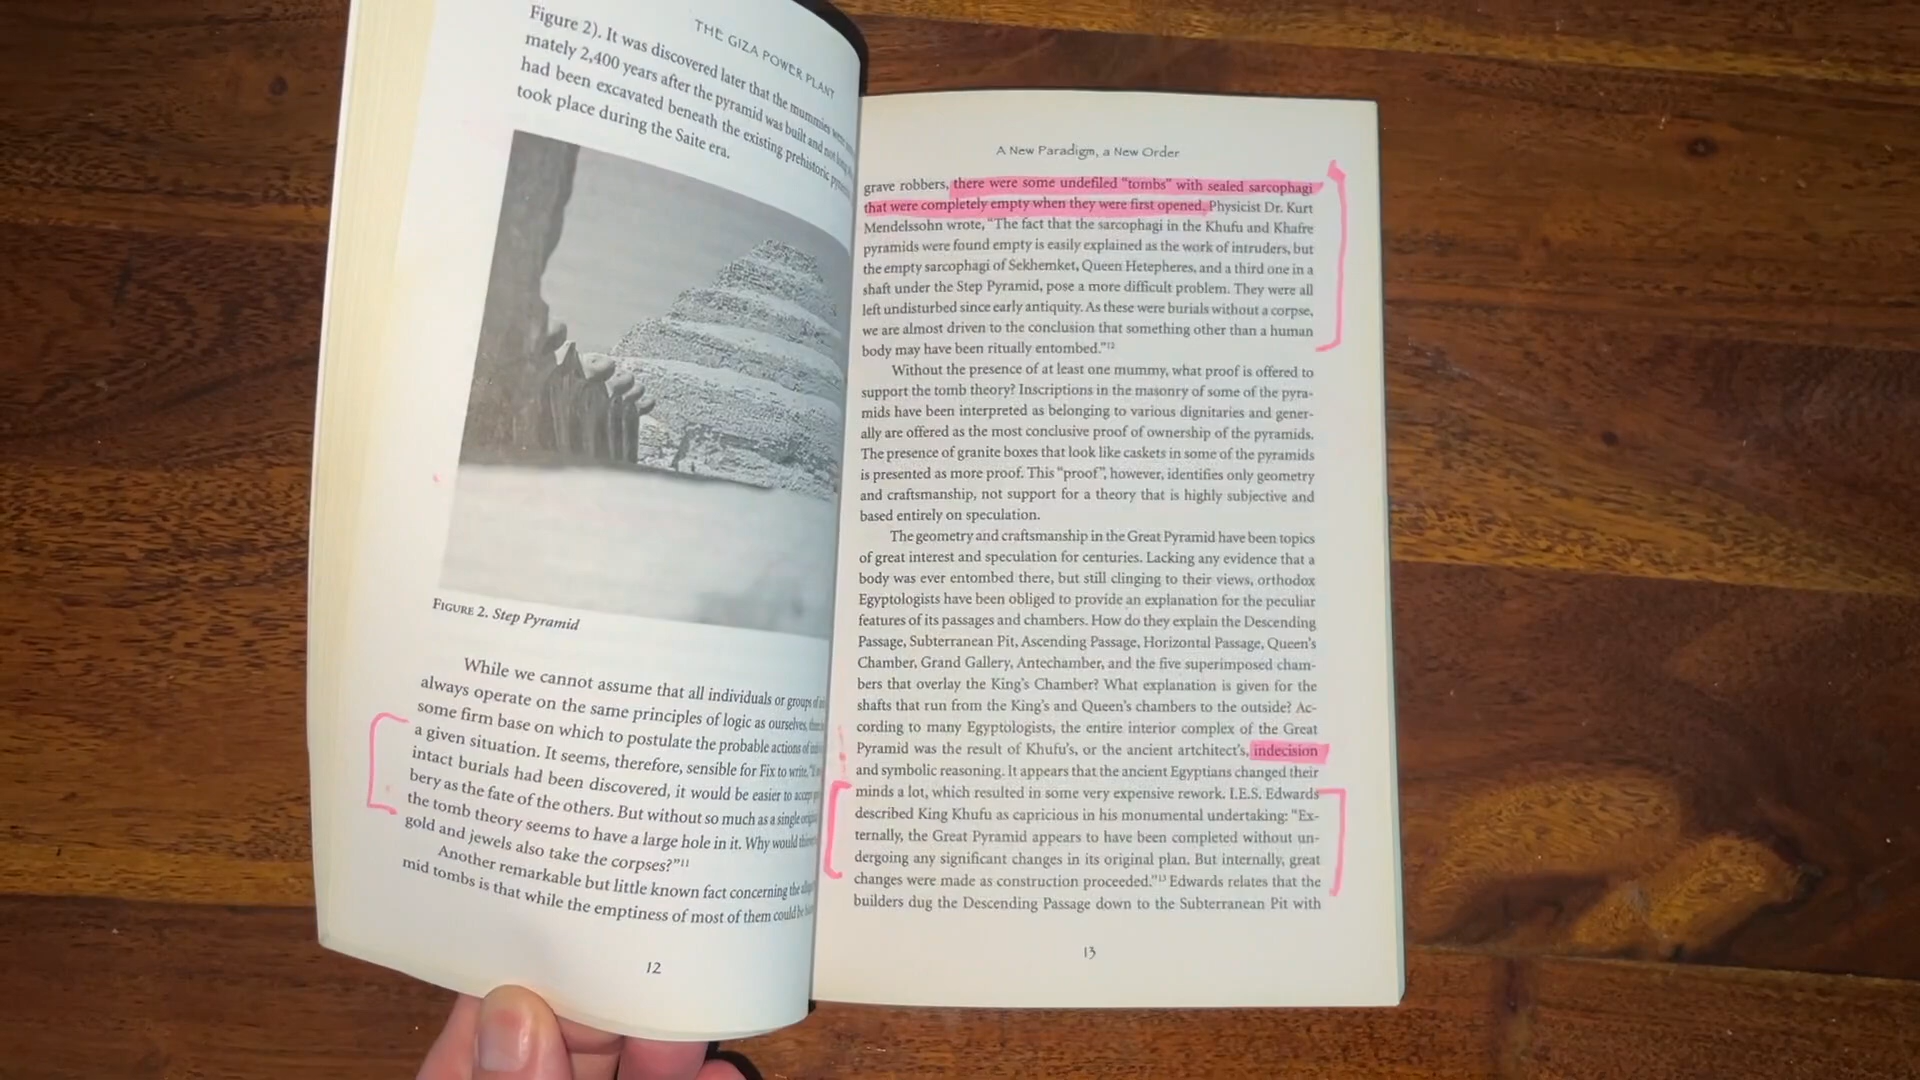 THE GIZA POWER PLANT
Figure 2). It was discovered later that the mummies were
mately 2,400 years after the pyramid was built and not long
had been excavated beneath the existing prehistoric
took place during the Saite era.
FIGURE 2. Step Pyramid
While we cannot assume that all individuals or groups of
always operate on the same principles of logic as ourselves,
some firm base on which to postulate the probable actions of
a given situation. It seems, therefore, sensible for Fix to write,
intact burials had been discovered, it would be easier to accept
bery as the fate of the others. But without so much as a single
the tomb theory seems to have a large hole in it. Why would
gold and jewels also take the corpses?"11
Another remarkable but little known fact concerning the
mid tombs is that while the emptiness of most of them could be
12
A New Paradigm, a New Order
grave robbers, there were some undefiled "tombs" with sealed sarcophagi
that were completely empty when they were first opened. Physicist Dr. Kurt
Mendelssohn wrote, "The fact that the sarcophagi in the Khufu and Khafre
pyramids were found empty is easily explained as the work of intruders, but
the empty sarcophagi of Sekhemket, Queen Hetepheres, and a third one in a
shaft under the Step Pyramid, pose a more difficult problem. They were all
left undisturbed since early antiquity. As these were burials without a corpse,
we are almost driven to the conclusion that something other than a human
body may have been ritually entombed."12
Without the presence of at least one mummy, what proof is offered to
support the tomb theory? Inscriptions in the masonry of some of the pyra-
mids have been interpreted as belonging to various dignitaries and gener-
ally are offered as the most conclusive proof of ownership of the pyramids.
The presence of granite boxes that look like caskets in some of the pyramids
is presented as more proof. This "proof", however, identifies only geometry
and craftsmanship, not support for a theory that is highly subjective and
based entirely on speculation.
The geometry and craftsmanship in the Great Pyramid have been topics
of great interest and speculation for centuries. Lacking any evidence that a
body was ever entombed there, but still clinging to their views, orthodox
Egyptologists have been obliged to provide an explanation for the peculiar
features of its passages and chambers. How do they explain the Descending
Passage, Subterranean Pit, Ascending Passage, Horizontal Passage, Queen's
Chamber, Grand Gallery, Antechamber, and the five superimposed cham-
bers that overlay the King's Chamber? What explanation is given for the
shafts that run from the King's and Queen's chambers to the outside? Ac-
cording to many Egyptologists, the entire interior complex of the Great
Pyramid was the result of Khufu's, or the ancient artchitect's, indecision
and symbolic reasoning. It appears that the ancient Egyptians changed their
minds a lot, which resulted in some very expensive rework. I.E.S. Edwards
described King Khufu as capricious in his monumental undertaking: "Ex-
ternally, the Great Pyramid appears to have been completed without un-
dergoing any significant changes in its original plan. But internally, great
changes were made as construction proceeded."13 Edwards relates that the
builders dug the Descending Passage down to the Subterranean Pit with
13